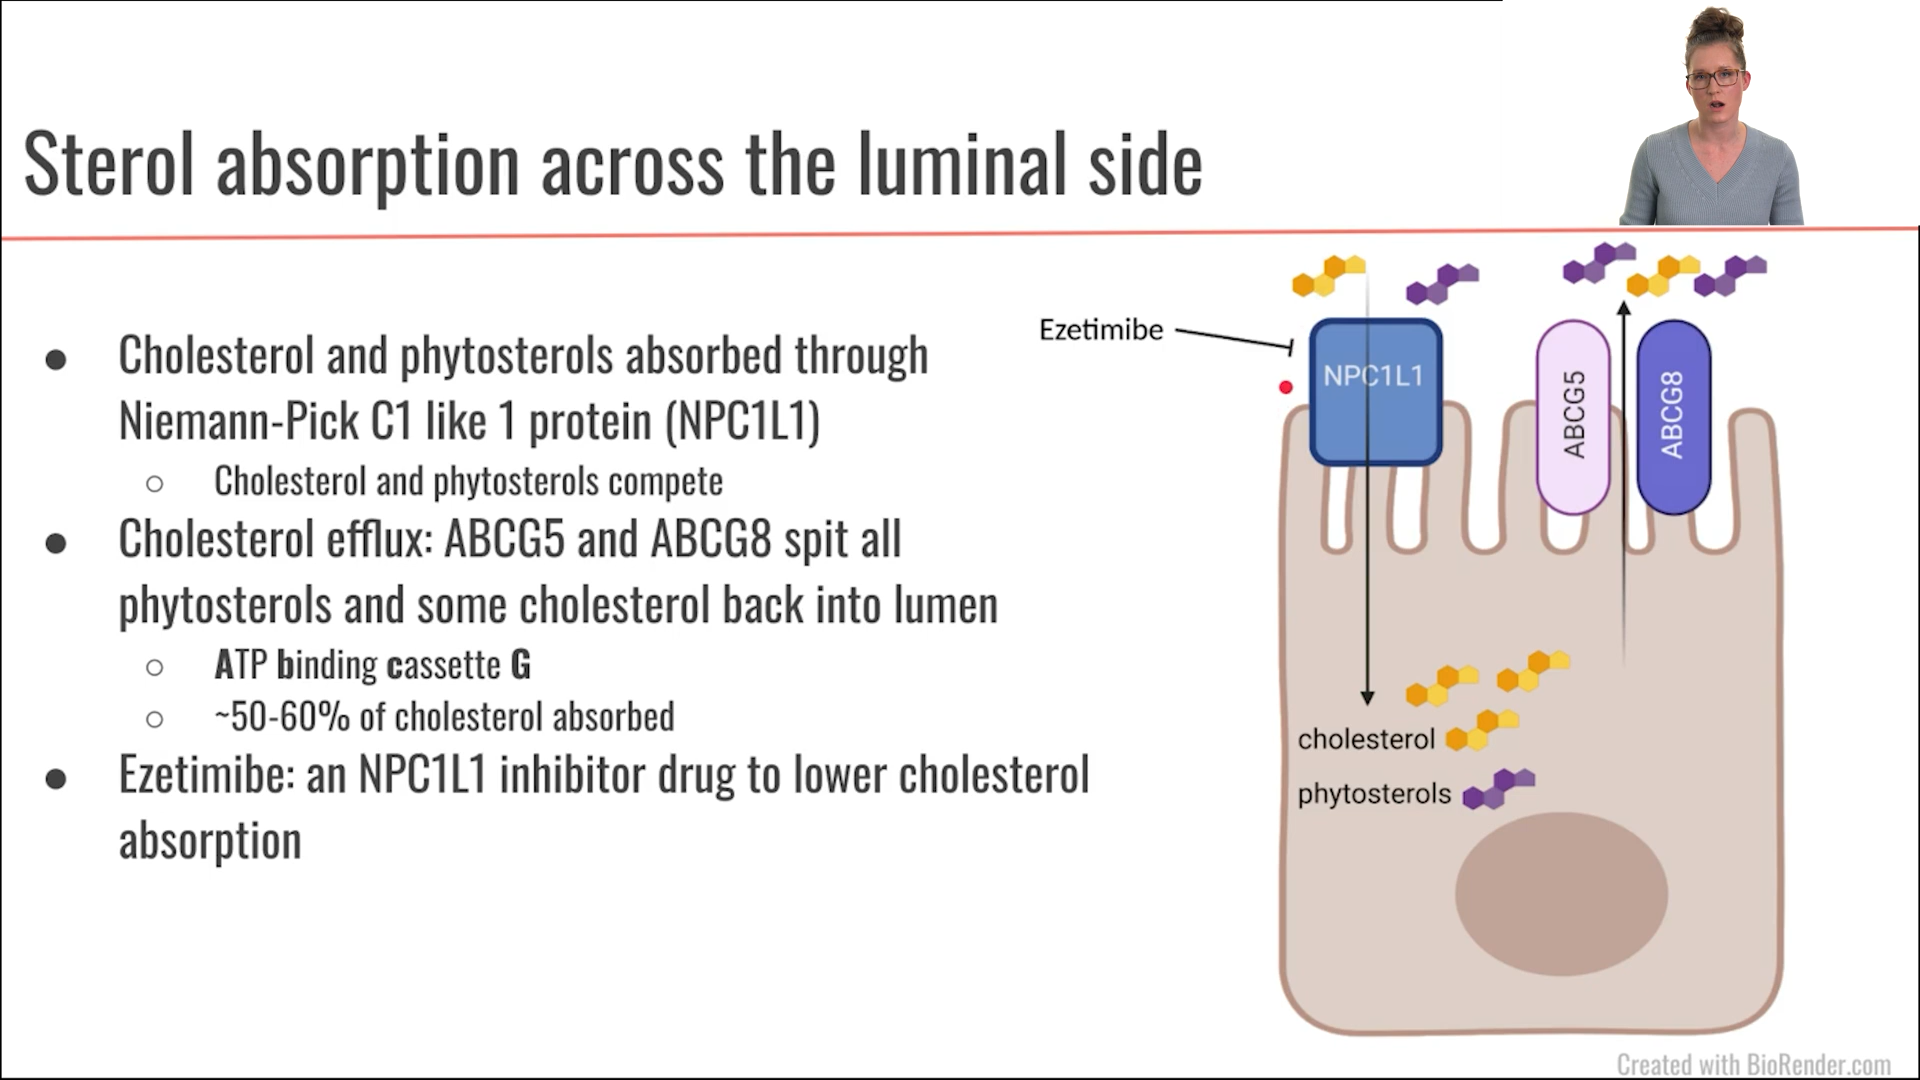 Sterol absorption across the luminal side
● Cholesterol and phytosterols absorbed through
Niemann-Pick C1 like 1 protein (NPC1L1)
○ Cholesterol and phytosterols compete
● Cholesterol efflux: ABCG5 and ABCG8 spit all
phytosterols and some cholesterol back into lumen
○ ATP binding cassette G
○ ~50-60% of cholesterol absorbed
● Ezetimibe: an NPC1L1 inhibitor drug to lower cholesterol
absorption
Ezetimibe
NPC1L1
ABCG5
ABCG8
cholesterol
phytosterols
Created with BioRender.com